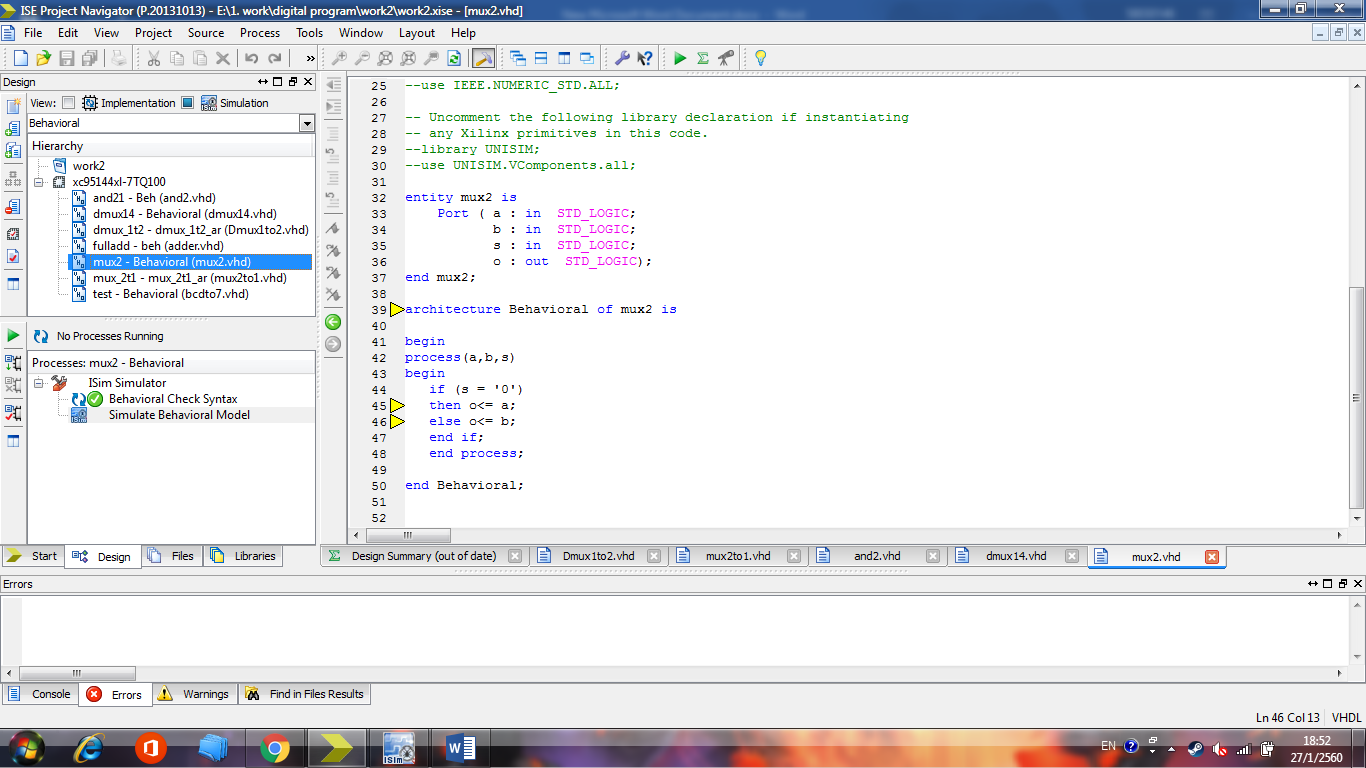 ISE Project Navigator (P.20131013) - E:\1. work\digital program\work2\work2.xise - [mux2.vhd]
File Edit View Project Source Process Tools Window Layout Help
»
Design
View: Implementation Simulation
Behavioral
Hierarchy
work2
xc95144xl-7TQ100
and21 - Beh (and2.vhd)
dmux14 - Behavioral (dmux14.vhd)
dmux_1t2 - dmux_1t2_ar (Dmux1to2.vhd)
fulladd - beh (adder.vhd)
mux2 - Behavioral (mux2.vhd)
mux_2t1 - mux_2t1_ar (mux2to1.vhd)
test - Behavioral (bcdto7.vhd)
No Processes Running
Processes: mux2 - Behavioral
ISim Simulator
Behavioral Check Syntax
Simulate Behavioral Model
Start Design Files Libraries
25 --use IEEE.NUMERIC_STD.ALL;
26
27 -- Uncomment the following library declaration if instantiating
28 -- any Xilinx primitives in this code.
29 --library UNISIM;
30 --use UNISIM.VComponents.all;
31
32 entity mux2 is
33 Port ( a : in STD_LOGIC;
34 b : in STD_LOGIC;
35 s : in STD_LOGIC;
36 o : out STD_LOGIC);
37 end mux2;
38
39 architecture Behavioral of mux2 is
40
41 begin
42 process(a,b,s)
43 begin
44 if (s = '0')
45 then o<= a;
46 else o<= b;
47 end if;
48 end process;
49
50 end Behavioral;
51
52
Design Summary (out of date) Dmux1to2.vhd mux2to1.vhd and2.vhd dmux14.vhd mux2.vhd
Errors
Console Errors Warnings Find in Files Results
Ln 46 Col 13 VHDL
EN 18:52
27/1/2560